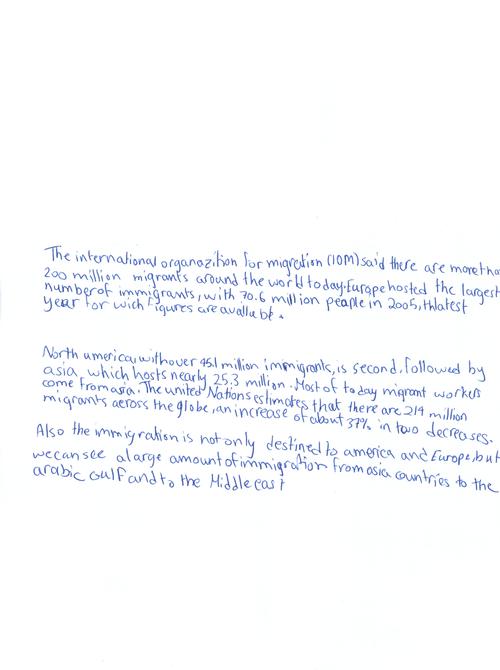 The international organazition for migration (IOM) said there are more tha
200 million migrants around the world today. Europe hosted the largest
number of immigrants, with 70.6 million people in 2005, thlatest
year for wich figures are availabe.
North america, with over 45.1 million immigrants, is second, followed by
asia, which hosts nearly 25.3 million. Most of today migrant workers
come from asia. The united Nations estimates that there are 214 million
migrants across the globe, an increase of about 37% in two decreases.
Also the immigration is not only destined to america and Europe, but
we can see a large amount of immigration from asia countries to the
arabic Gulf and to the Middle east